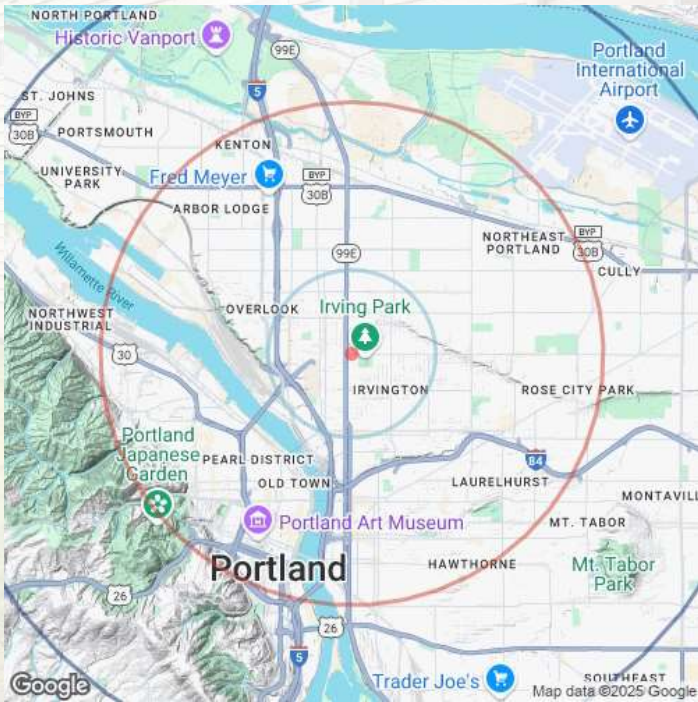 NORTH PORTLAND
Historic Vanport
99E
5
Portland
International
Airport
ST. JOHNS
BYP
30B
PORTSMOUTH
KENTON
UNIVERSITY
PARK
Fred Meyer
BYP
30B
ARBOR LODGE
BYP
30B
NORTHEAST
PORTLAND
99E
CULLY
Willamette River
OVERLOOK
Irving Park
NORTHWEST
INDUSTRIAL
30
IRVINGTON
ROSE CITY PARK
Portland
Japanese
Garden
PEARL DISTRICT
84
OLD TOWN
LAURELHURST
MONTAVILL
Portland Art Museum
MT. TABOR
Portland
HAWTHORNE
Mt. Tabor
Park
26
26
5
Trader Joe's
SOUTHEAST
Google
Map data ©2025 Google